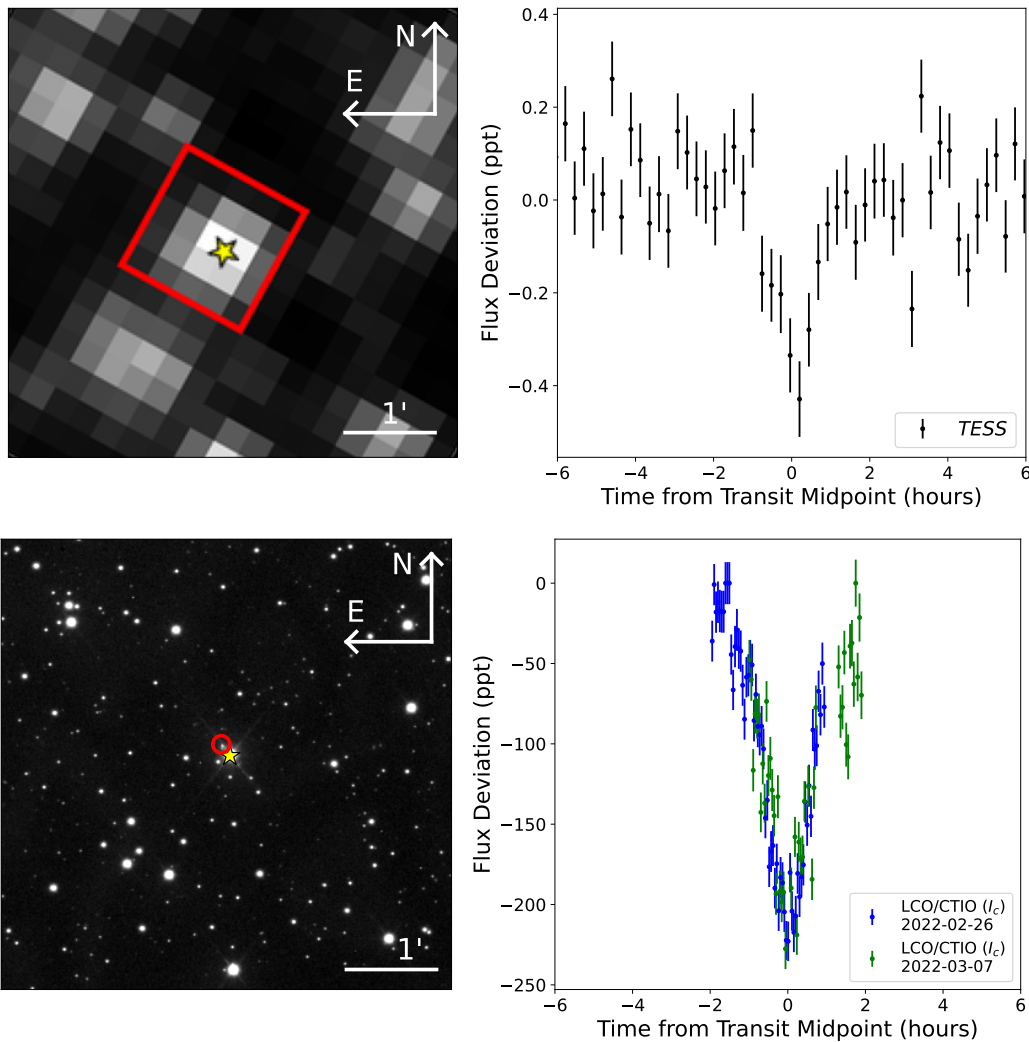 N
E
1'
0.4
0.2
0.0
−0.2
−0.4
Flux Deviation (ppt)
TESS
−6
−4
−2
0
2
4
6
Time from Transit Midpoint (hours)
N
E
1'
0
−50
−100
−150
−200
−250
Flux Deviation (ppt)
LCO/CTIO (Ic)
2022-02-26
LCO/CTIO (Ic)
2022-03-07
−6
−4
−2
0
2
4
6
Time from Transit Midpoint (hours)